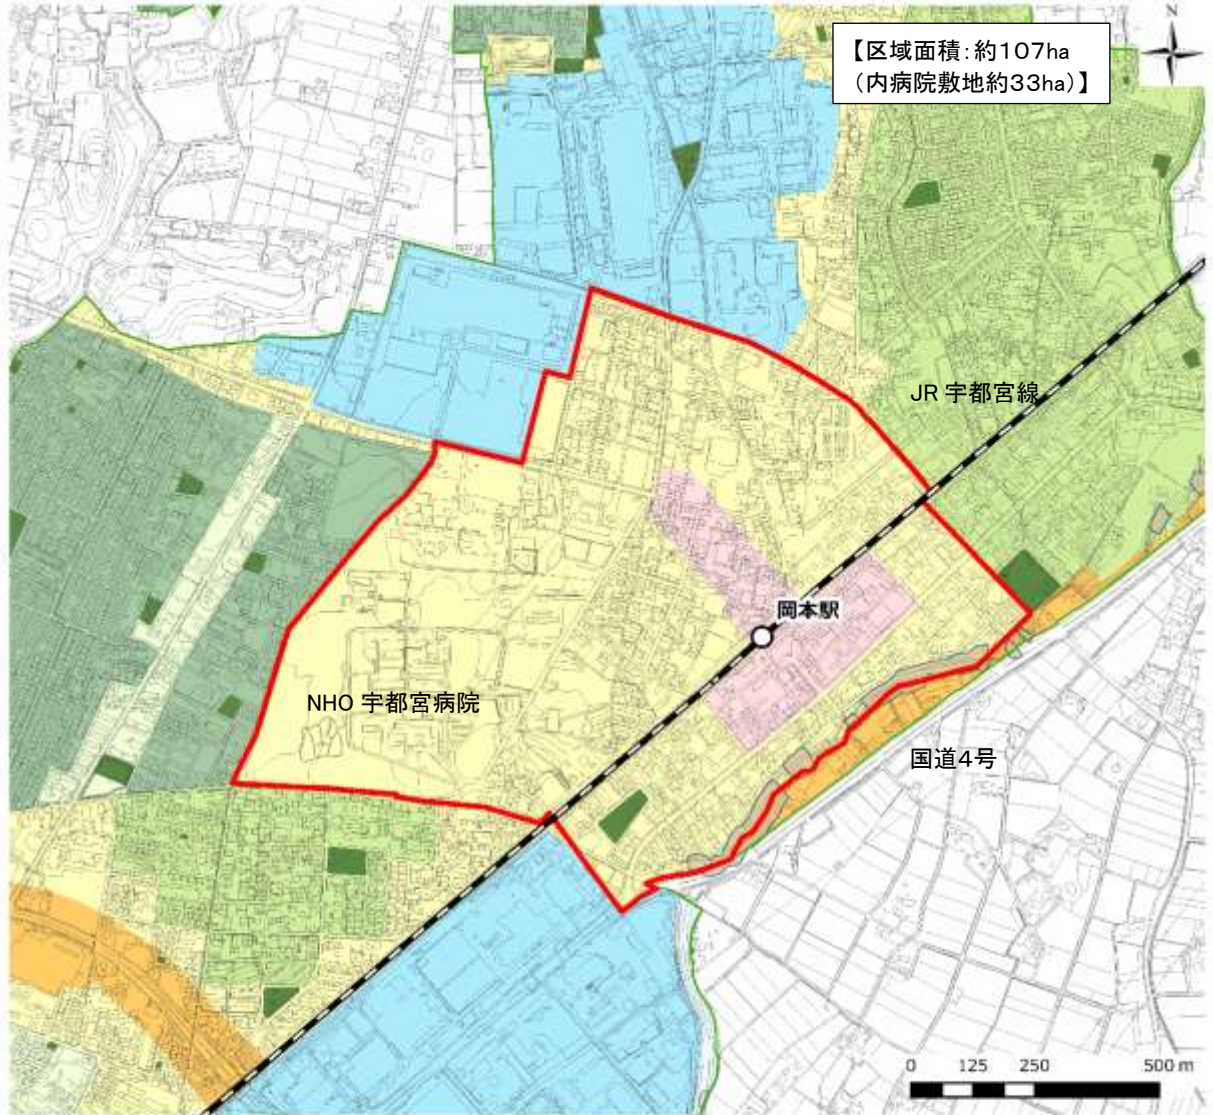 【区域面積：約107ha
（内病院敷地約33ha）】
N
JR 宇都宮線
岡本駅
NHO 宇都宮病院
国道4号
0 125 250 500 m